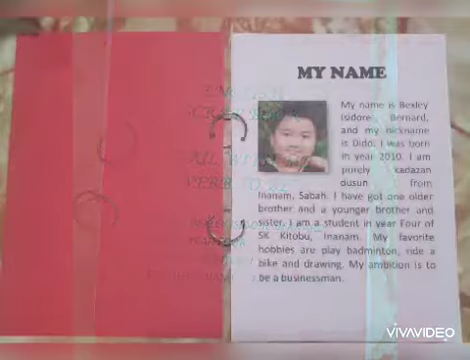 MY NAME
My name is Bexley
Isidore Bernard,
and my nickname
is Dido. I was born
in year 2010. I am
purely kadazan
dusun from
Inanam, Sabah. I have got one older
brother and a younger brother and
sister. I am a student in year Four of
SK Kitobu, Inanam. My favorite
hobbies are play badminton, ride a
bike and drawing. My ambition is to
be a businessman.
VIVAVIDEO